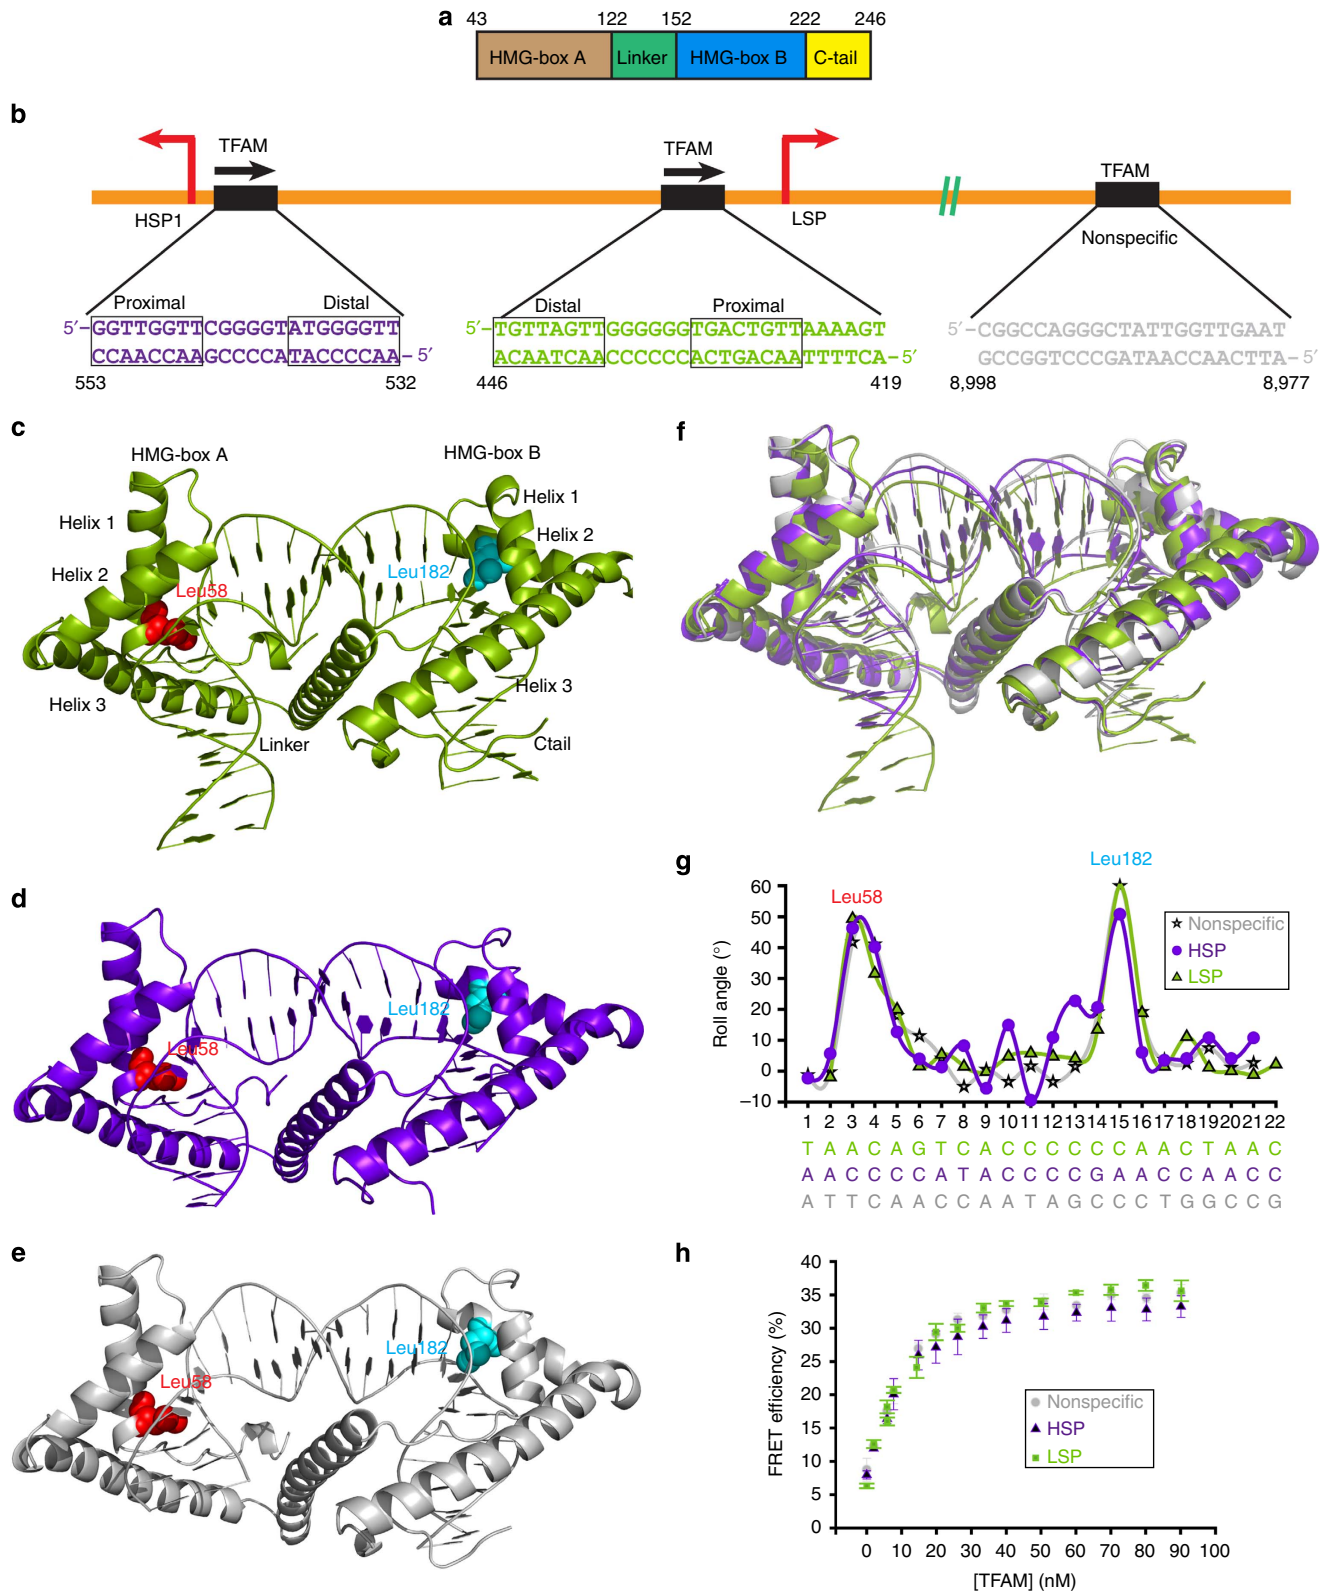 a
43 122 152 222 246
HMG-box A Linker HMG-box B C-tail
b
TFAM TFAM TFAM
HSP1 LSP Nonspecific
Proximal Distal
5′–GGTTGGTTCGGGGTATGGGGTT
CCAACCAAGCCCCATACCCCAA–5′
553 532
Distal Proximal
5′–TGTTAGTTGGGGGGTGACTGTTAAAAGT
ACAATCAACCCCCCACTGACAATTTTCA–5′
446 419
5′–CGGCCAGGGCTATTGGTTGAAT
GCCGGTCCCGATAACCAACTTA–5′
8,998 8,977
c
HMG-box A HMG-box B
Helix 1 Helix 1
Helix 2 Helix 2
Leu58 Leu182
Helix 3 Helix 3
Linker Ctail
d
Leu182
Leu58
e
Leu182
Leu58
f
g
Leu182
Leu58
Roll angle (°)
60
50
40
30
20
10
0
–10
Nonspecific
HSP
LSP
1 2 3 4 5 6 7 8 9 10 11 12 13 14 15 16 17 18 19 20 21 22
T A A C A G T C A C C C C C C A A C T A A C
A A C C C C A T A C C C C G A A C C A A C C
A T T C A A C C A A T A G C C C T G G C C G
h
FRET efficiency (%)
40
35
30
25
20
15
10
5
0
Nonspecific
HSP
LSP
0 10 20 30 40 50 60 70 80 90 100
[TFAM] (nM)